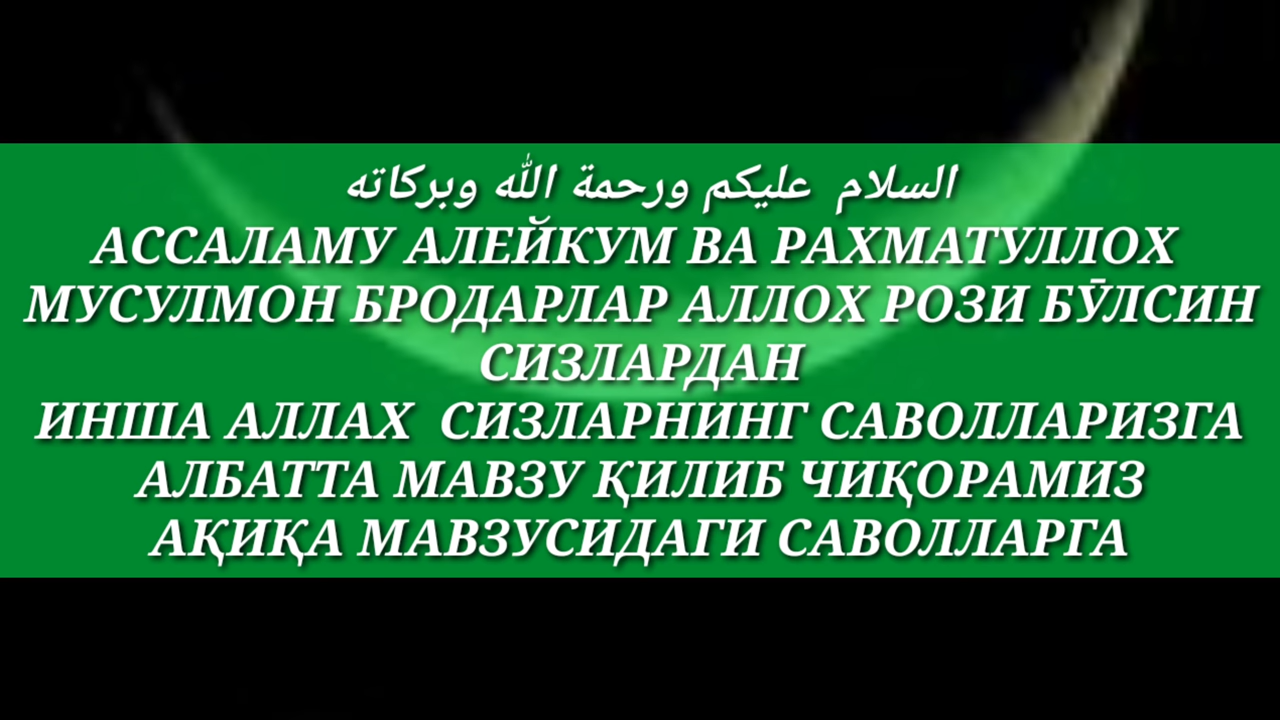 السلام عليكم ورحمة الله وبركاته
АССАЛАМУ АЛЕЙКУМ ВА РАХМАТУЛЛОХ
МУСУЛМОН БРОДАРЛАР АЛЛОХ РОЗИ БӮЛСИН
СИЗЛАРДАН
ИНША АЛЛАХ СИЗЛАРНИНГ САВОЛЛАРИЗГА
АЛБАТТА МАВЗУ ҚИЛИБ ЧИҚОРАМИЗ
АҚИҚА МАВЗУСИДАГИ САВОЛЛАРГА